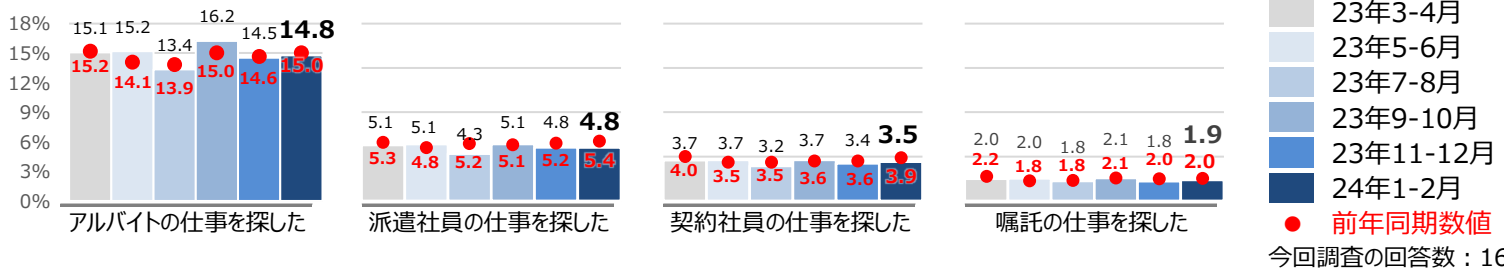 18%
15%
12%
9%
6%
3%
0%
15.1 15.2 13.4 16.2 14.5 14.8
15.2 14.1 13.9 15.0 14.6 15.0
アルバイトの仕事を探した
5.1 5.1 4.3 5.1 4.8 4.8
5.3 4.8 5.2 5.1 5.2 5.4
派遣社員の仕事を探した
3.7 3.7 3.2 3.7 3.4 3.5
4.0 3.5 3.5 3.6 3.6 3.9
契約社員の仕事を探した
2.0 2.0 1.8 2.1 1.8 1.9
2.2 1.8 1.8 2.1 2.0 2.0
嘱託の仕事を探した
23年3-4月
23年5-6月
23年7-8月
23年9-10月
23年11-12月
24年1-2月
前年同期数値
今回調査の回答数：16